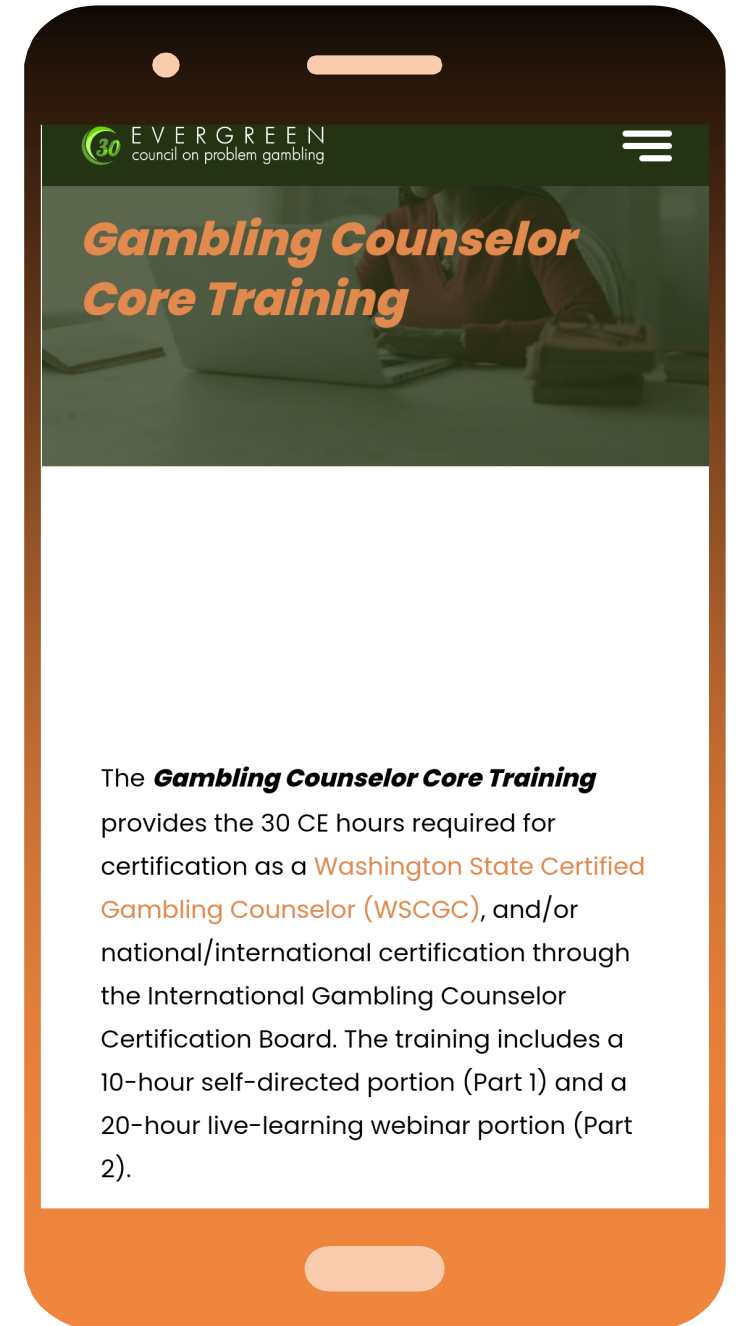 30
EVERGREEN
council on problem gambling
Gambling Counselor
Core Training
The Gambling Counselor Core Training
provides the 30 CE hours required for
certification as a Washington State Certified
Gambling Counselor (WSCGC), and/or
national/international certification through
the International Gambling Counselor
Certification Board. The training includes a
10-hour self-directed portion (Part 1) and a
20-hour live-learning webinar portion (Part
2).